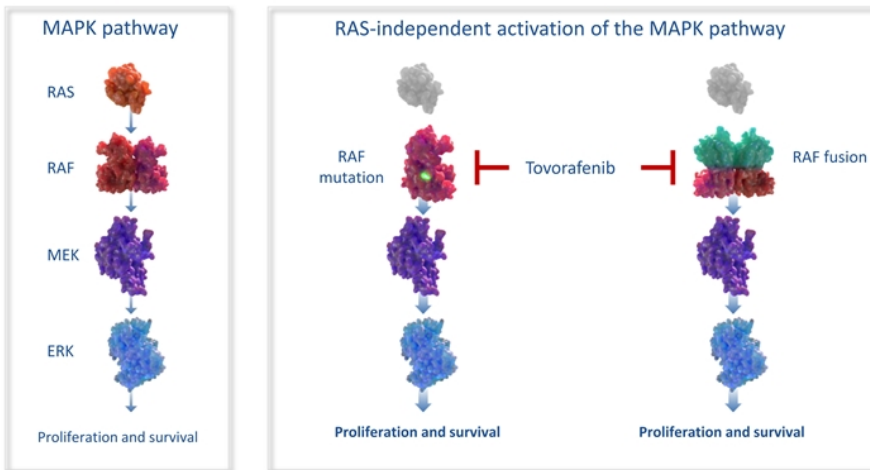 MAPK pathway
RAS
RAF
MEK
ERK
Proliferation and survival
RAS-independent activation of the MAPK pathway
RAF
mutation
Tovorafenib
RAF fusion
Proliferation and survival
Proliferation and survival